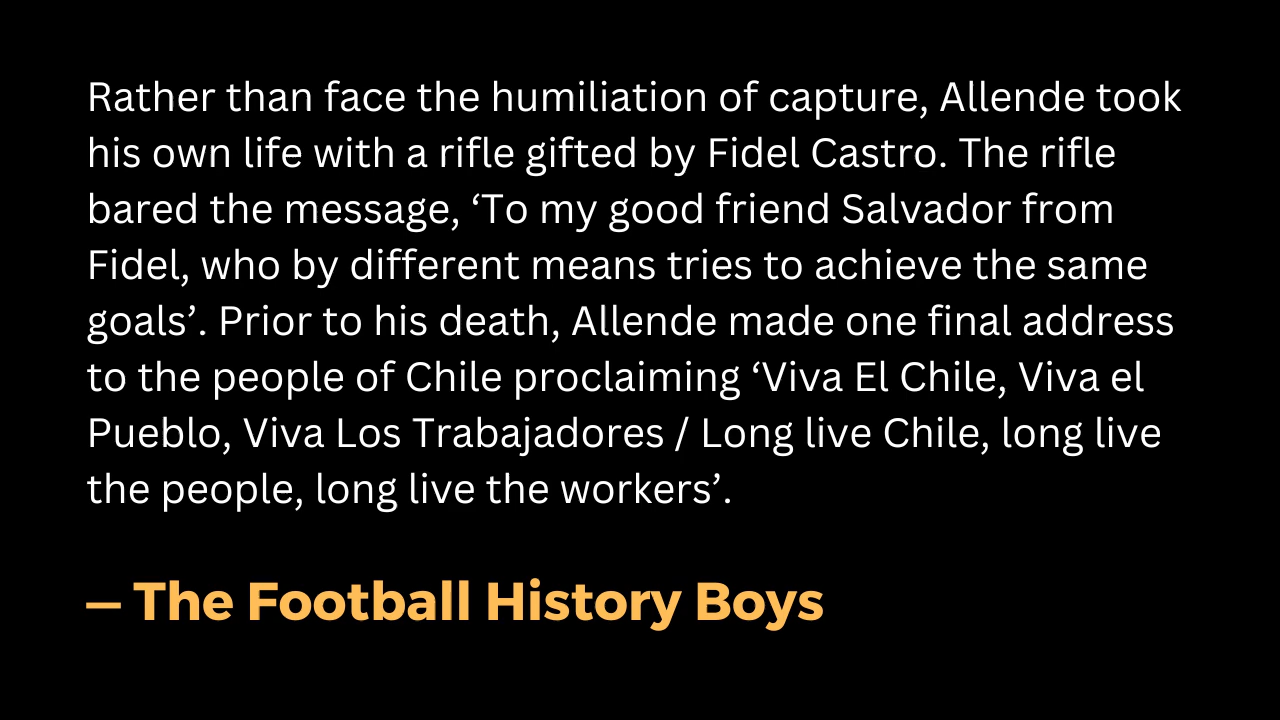 Rather than face the humiliation of capture, Allende took
his own life with a rifle gifted by Fidel Castro. The rifle
bared the message, ‘To my good friend Salvador from
Fidel, who by different means tries to achieve the same
goals’. Prior to his death, Allende made one final address
to the people of Chile proclaiming ‘Viva El Chile, Viva el
Pueblo, Viva Los Trabajadores / Long live Chile, long live
the people, long live the workers’.
– The Football History Boys